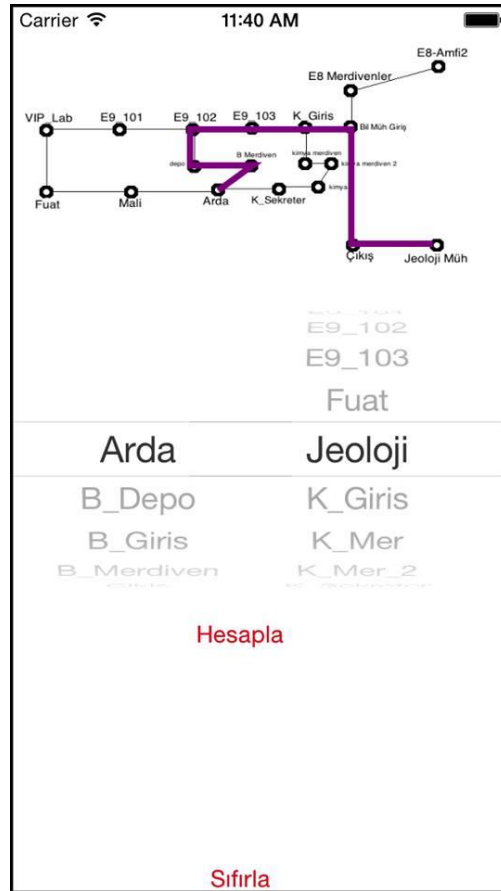 Carrier 11:40 AM
E8-Amfi2
E8 Merdivenler
VIP_Lab E9_101 E9_102 E9_103 K_Giris
Bil Müh Giriş
B Merdiven kimya merdiven
depo merdiven 2
kimya
Fuat Mali Arda K_Sekreter
Çıkış Jeoloji Müh
E9_102
E9_103
Fuat
Arda Jeoloji
B_Depo K_Giris
B_Giris K_Mer
B_Merdiven K_Mer_2
Hesapla
Sıfırla